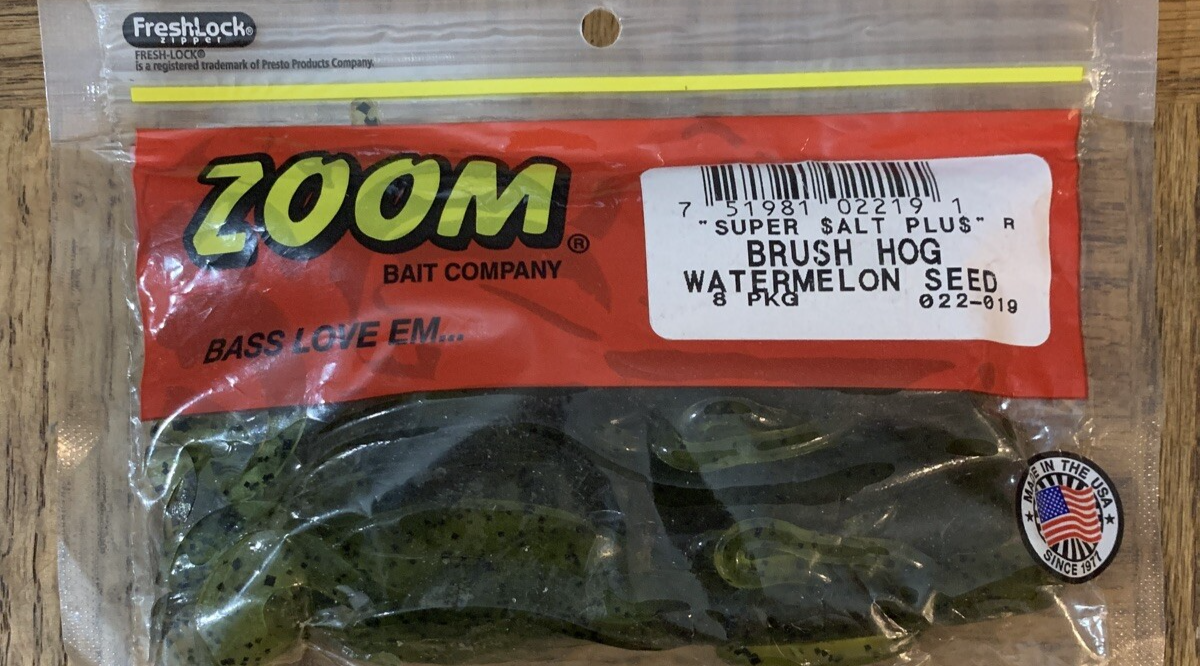 FreshLock®
zipper
FRESH-LOCK®
is a registered trademark of Presto Products Company.
ZOOM®
BAIT COMPANY
BASS LOVE EM...
7 51981 02219 1
"SUPER $ALT PLU$" R
BRUSH HOG
WATERMELON SEED
8 PKG 022-019
MADE IN THE USA
SINCE 1977